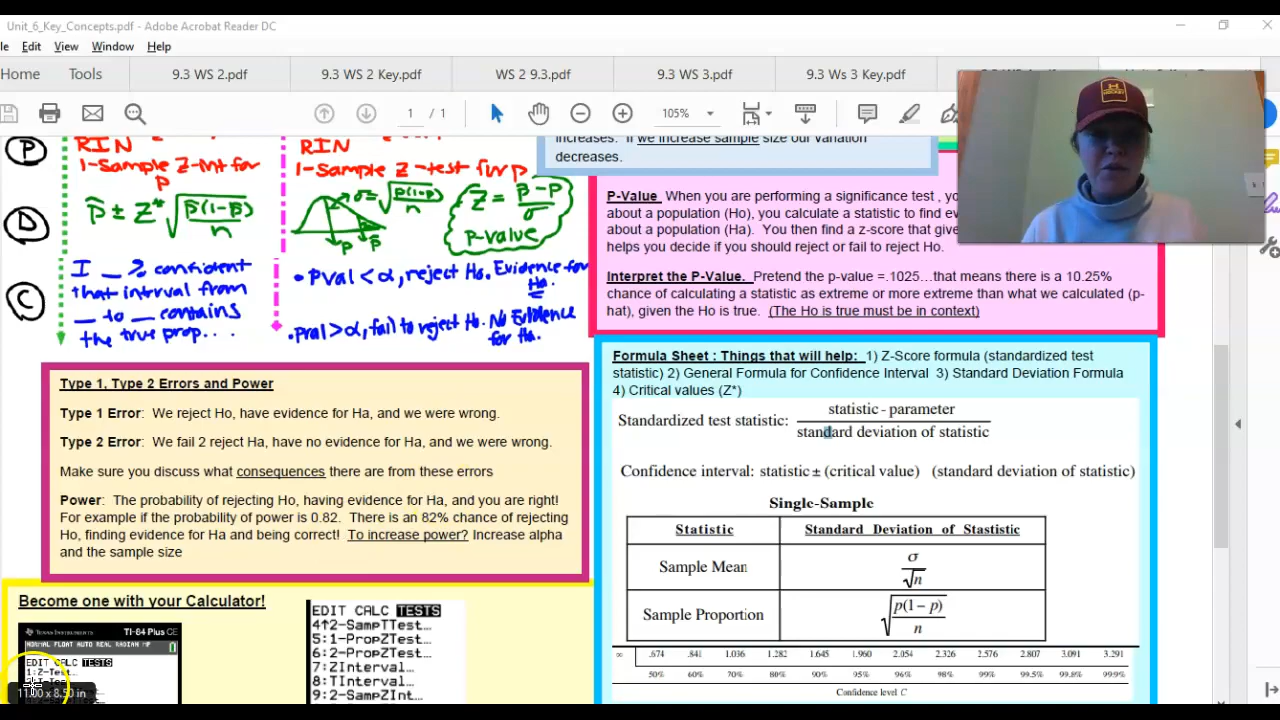 Unit_6_Key_Concepts.pdf - Adobe Acrobat Reader DC
le Edit View Window Help
Home Tools 9.3 WS 2.pdf 9.3 WS 2 Key.pdf WS 2 9.3.pdf 9.3 WS 3.pdf 9.3 Ws 3 Key.pdf
1 / 1 105%
P
RIN
1-Sample Z-Int for
P
p̂ ± Z* √p̂(1-p̂)/n
D
C
I __ % confident
that interval from
__ to __ contains
the true prop....
RIN
1-Sample Z-test for p
σ= √p(1-p)/n
p p̂
Z = p̂ - p / σ
p-value
• Pval < α, reject Ho. Evidence for
Ha.
• pval > α, fail to reject Ho. No Evidence
for Ha.
increases. If we increase sample size our variation
decreases.
P-Value When you are performing a significance test , yo
about a population (Ho), you calculate a statistic to find e
about a population (Ha). You then find a z-score that give
helps you decide if you should reject or fail to reject Ho.
Interpret the P-Value. Pretend the p-value =.1025...that means there is a 10.25%
chance of calculating a statistic as extreme or more extreme than what we calculated (p-
hat), given the Ho is true. (The Ho is true must be in context)
Type 1, Type 2 Errors and Power
Type 1 Error: We reject Ho, have evidence for Ha, and we were wrong.
Type 2 Error: We fail 2 reject Ha, have no evidence for Ha, and we were wrong.
Make sure you discuss what consequences there are from these errors
Power: The probability of rejecting Ho, having evidence for Ha, and you are right!
For example if the probability of power is 0.82. There is an 82% chance of rejecting
Ho, finding evidence for Ha and being correct! To increase power? Increase alpha
and the sample size
Formula Sheet : Things that will help: 1) Z-Score formula (standardized test
statistic) 2) General Formula for Confidence Interval 3) Standard Deviation Formula
4) Critical values (Z*)
Standardized test statistic: statistic - parameter / standard deviation of statistic
Confidence interval: statistic ± (critical value) (standard deviation of statistic)
Single-Sample
Statistic Standard Deviation of Stastistic
Sample Mean σ/√n
Sample Proportion √p(1 − p)/n
∞ .674 .841 1.036 1.282 1.645 1.960 2.054 2.326 2.576 2.807 3.091 3.291
50% 60% 70% 80% 90% 95% 96% 98% 99% 99.5% 99.8% 99.9%
Confidence level C
Become one with your Calculator!
TEXAS INSTRUMENTS TI-84 Plus CE
NORMAL FLOAT AUTO REAL RADIAN MP
EDIT CALC TESTS
1:Z-Test...
11.00 x 8.50 in
EDIT CALC TESTS
4↑2-SampTTest…
5:1-PropZTest…
6:2-PropZTest…
7:ZInterval…
8:TInterval…
9:2-SampZInt…